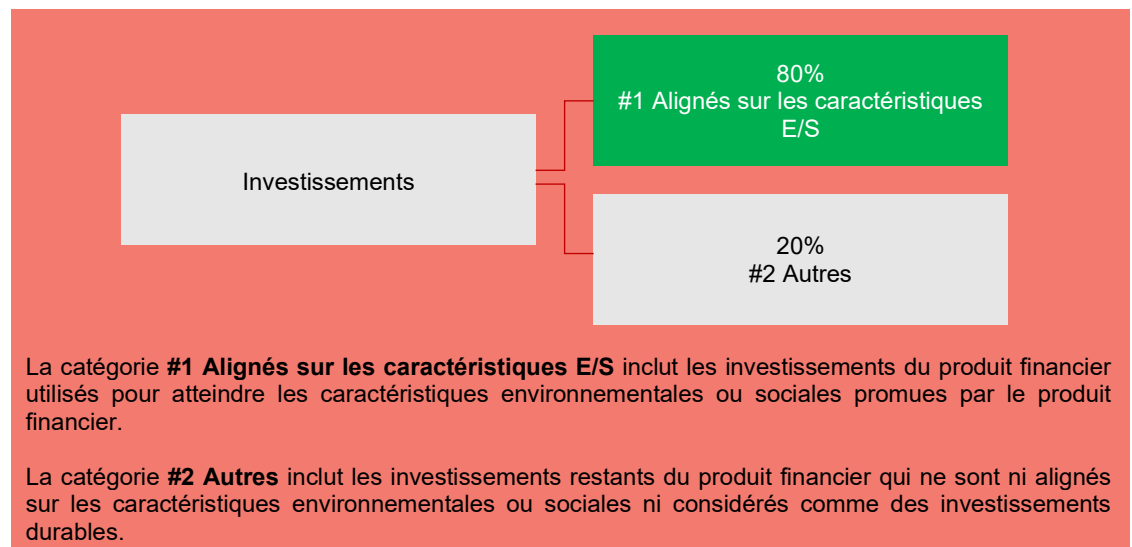 80%
#1 Alignés sur les caractéristiques
E/S
Investissements
20%
#2 Autres
La catégorie #1 Alignés sur les caractéristiques E/S inclut les investissements du produit financier
utilisés pour atteindre les caractéristiques environnementales ou sociales promues par le produit
financier.
La catégorie #2 Autres inclut les investissements restants du produit financier qui ne sont ni alignés
sur les caractéristiques environnementales ou sociales ni considérés comme des investissements
durables.